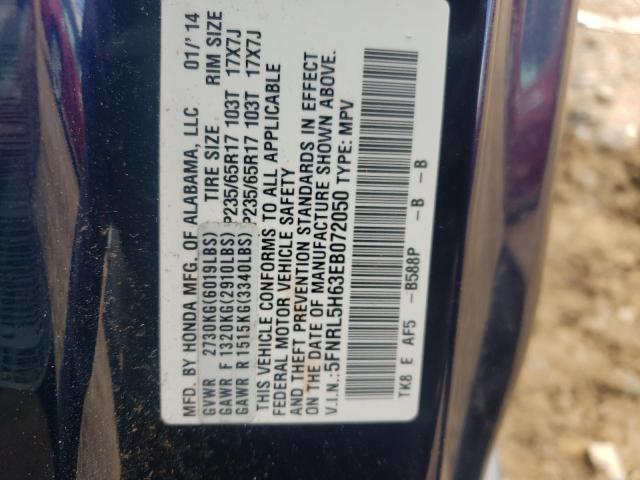 MFD. BY HONDA MFG. OF ALABAMA, LLC 01/'14
GVWR 2730KG(6019LBS) TIRE SIZE RIM SIZE
GAWR F 1320KG(2910LBS) P235/65R17 103T 17X7J
GAWR R 1515KG(3340LBS) P235/65R17 103T 17X7J
THIS VEHICLE CONFORMS TO ALL APPLICABLE
FEDERAL MOTOR VEHICLE SAFETY
AND THEFT PREVENTION STANDARDS IN EFFECT
ON THE DATE OF MANUFACTURE SHOWN ABOVE.
V.I.N.:5FNRL5H63EB072050 TYPE: MPV
TK8 E AF5 -B588P -B -B